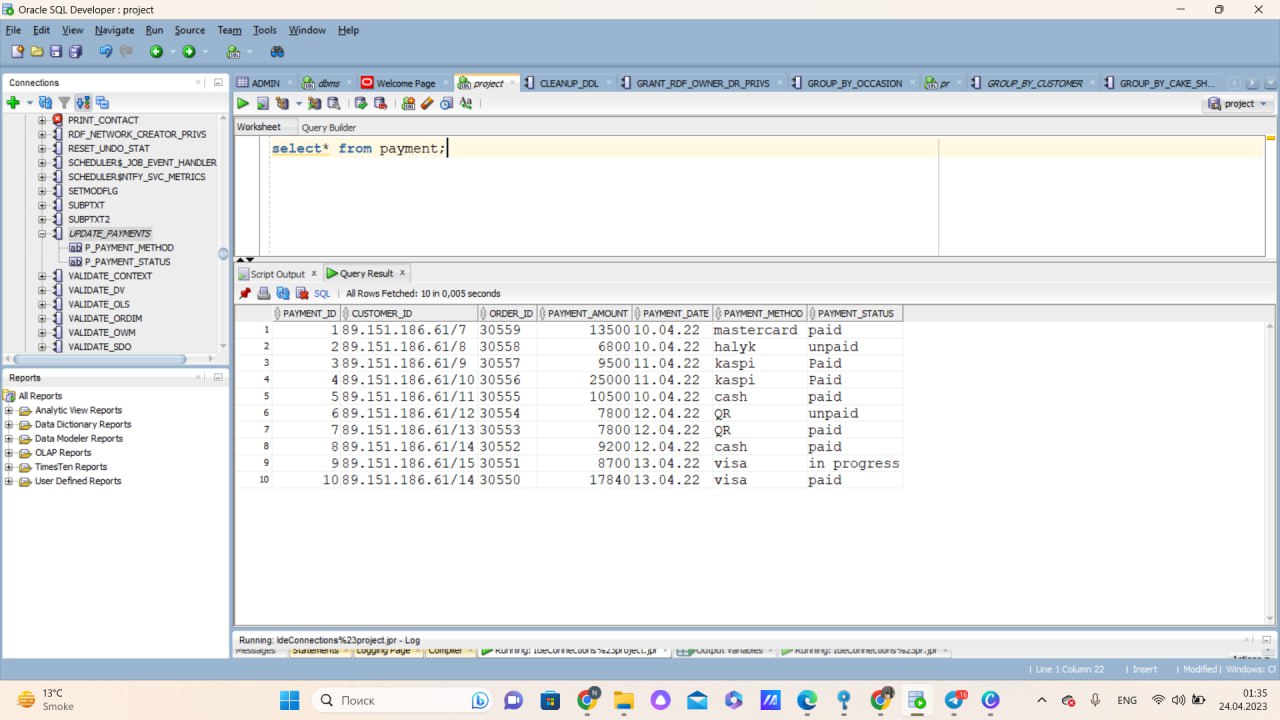 Oracle SQL Developer : project
File Edit View Navigate Run Source Team Tools Window Help
Connections
ADMIN dbms Welcome Page project CLEANUP_DDL GRANT_RDF_OWNER_DR_PRIVS GROUP_BY_OCCASION pr GROUP_BY_CUSTOMER GROUP_BY_CAKE_SH...
project
Worksheet Query Builder
select* from payment;
PRINT_CONTACT
RDF_NETWORK_CREATOR_PRIVS
RESET_UNDO_STAT
SCHEDULER$_JOB_EVENT_HANDLER
SCHEDULER$NTFY_SVC_METRICS
SETMODFLG
SUBPTXT
SUBPTXT2
UPDATE_PAYMENTS
P_PAYMENT_METHOD
P_PAYMENT_STATUS
VALIDATE_CONTEXT
VALIDATE_DV
VALIDATE_OLS
VALIDATE_ORDIM
VALIDATE_OWM
VALIDATE_SDO
Script Output Query Result
SQL All Rows Fetched: 10 in 0,005 seconds
PAYMENT_ID CUSTOMER_ID ORDER_ID PAYMENT_AMOUNT PAYMENT_DATE PAYMENT_METHOD PAYMENT_STATUS
1 1 89.151.186.61/7 30559 13500 10.04.22 mastercard paid
2 2 89.151.186.61/8 30558 6800 10.04.22 halyk unpaid
3 3 89.151.186.61/9 30557 9500 11.04.22 kaspi Paid
4 4 89.151.186.61/10 30556 25000 11.04.22 kaspi Paid
5 5 89.151.186.61/11 30555 10500 10.04.22 cash paid
6 6 89.151.186.61/12 30554 7800 12.04.22 QR unpaid
7 7 89.151.186.61/13 30553 7800 12.04.22 QR paid
8 8 89.151.186.61/14 30552 9200 12.04.22 cash paid
9 9 89.151.186.61/15 30551 8700 13.04.22 visa in progress
10 10 89.151.186.61/14 30550 17840 13.04.22 visa paid
Reports
All Reports
Analytic View Reports
Data Dictionary Reports
Data Modeler Reports
OLAP Reports
TimesTen Reports
User Defined Reports
Running: IdeConnections%23project.jpr - Log
Messages Statements Logging Page Compiler Running: IdeConnections%23project.jpr Output Variables Running: IdeConnections%23pr.jpr
Actions
Line 1 Column 22 Insert Modified Windows: CF
13°C
Smoke
Поиск
N
16
ENG
01:35
24.04.2023